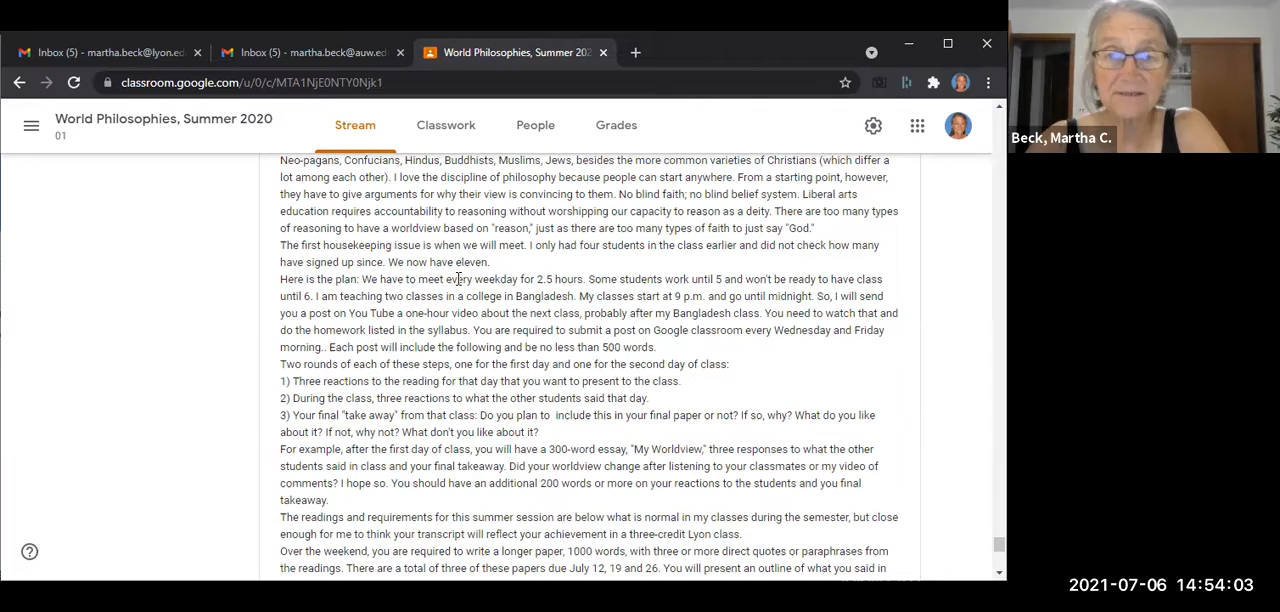 Inbox (5) - martha.beck@lyon.ed
Inbox (5) - martha.beck@auw.ed
World Philosophies, Summer 202
classroom.google.com/u/0/c/MTA1NjE0NTY0Njk1
World Philosophies, Summer 2020
01
Stream
Classwork
People
Grades
Beck, Martha C.
Neo-pagans, Confucians, Hindus, Buddhists, Muslims, Jews, besides the more common varieties of Christians (which differ a
lot among each other). I love the discipline of philosophy because people can start anywhere. From a starting point, however,
they have to give arguments for why their view is convincing to them. No blind faith; no blind belief system. Liberal arts
education requires accountability to reasoning without worshipping our capacity to reason as a deity. There are too many types
of reasoning to have a worldview based on "reason," just as there are too many types of faith to just say "God."
The first housekeeping issue is when we will meet. I only had four students in the class earlier and did not check how many
have signed up since. We now have eleven.
Here is the plan: We have to meet every weekday for 2.5 hours. Some students work until 5 and won't be ready to have class
until 6. I am teaching two classes in a college in Bangladesh. My classes start at 9 p.m. and go until midnight. So, I will send
you a post on You Tube a one-hour video about the next class, probably after my Bangladesh class. You need to watch that and
do the homework listed in the syllabus. You are required to submit a post on Google classroom every Wednesday and Friday
morning.. Each post will include the following and be no less than 500 words.
Two rounds of each of these steps, one for the first day and one for the second day of class:
1) Three reactions to the reading for that day that you want to present to the class.
2) During the class, three reactions to what the other students said that day.
3) Your final "take away" from that class: Do you plan to include this in your final paper or not? If so, why? What do you like
about it? If not, why not? What don't you like about it?
For example, after the first day of class, you will have a 300-word essay, "My Worldview," three responses to what the other
students said in class and your final takeaway. Did your worldview change after listening to your classmates or my video of
comments? I hope so. You should have an additional 200 words or more on your reactions to the students and you final
takeaway.
The readings and requirements for this summer session are below what is normal in my classes during the semester, but close
enough for me to think your transcript will reflect your achievement in a three-credit Lyon class.
Over the weekend, you are required to write a longer paper, 1000 words, with three or more direct quotes or paraphrases from
the readings. There are a total of three of these papers due July 12, 19 and 26. You will present an outline of what you said in
2021-07-06 14:54:03